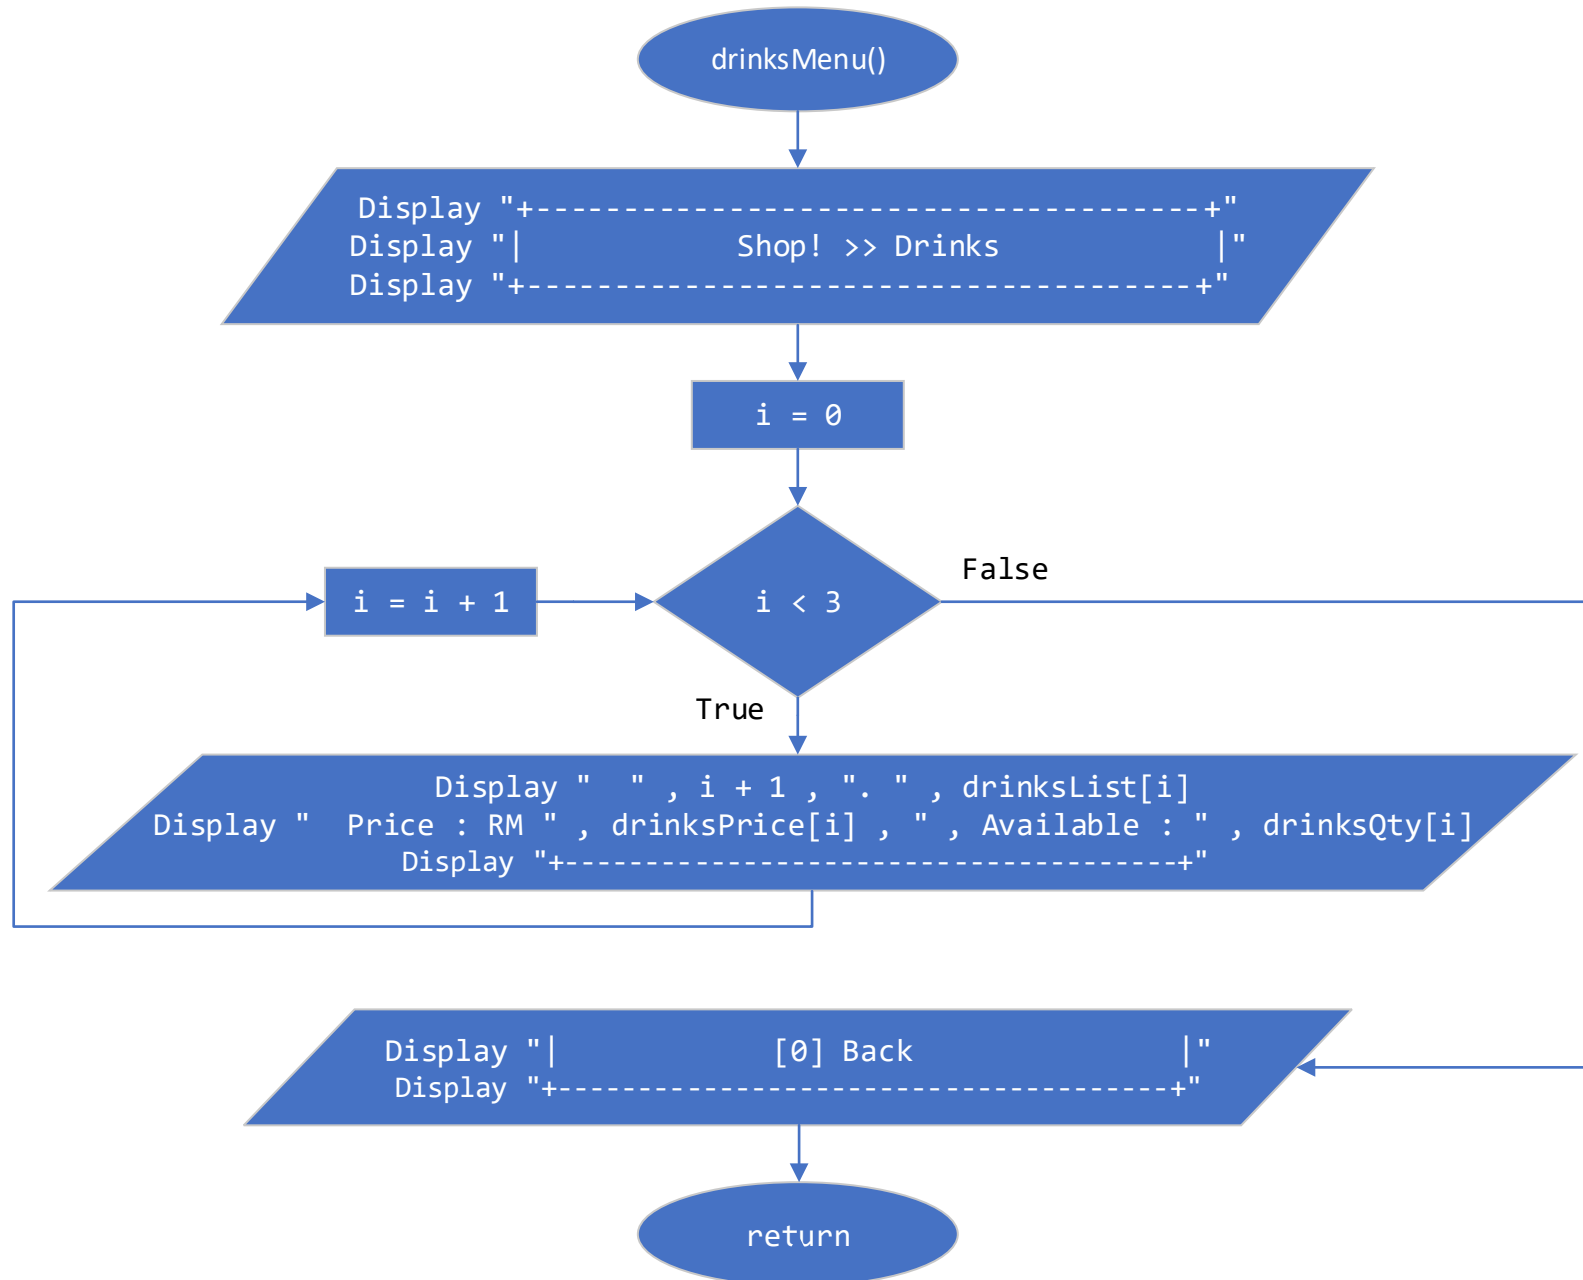 drinksMenu()
Display "+--------------------------------------+"
Display "|            Shop! >> Drinks            |"
Display "+--------------------------------------+"
i = 0
False
i = i + 1
i < 3
True
Display "  " , i + 1 , ". " , drinksList[i]
Display "  Price : RM " , drinksPrice[i] , " , Available : " , drinksQty[i]
Display "+--------------------------------------+"
Display "|             [0] Back                |"
Display "+--------------------------------------+"
return